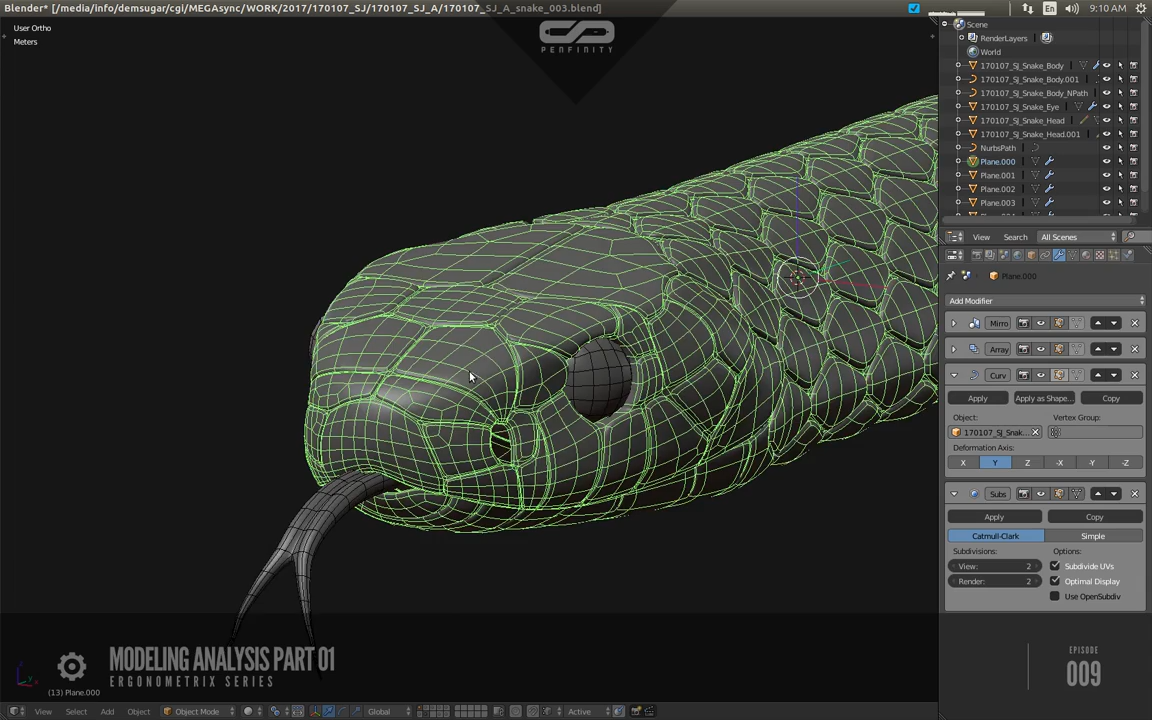 Blender* [/media/info/demsugar/cgl/MEGAsync/WORK/2017/170107_SJ/170107_SJ_A/170107_SJ_A_snake_003.blend]
En
9:10 AM
User Ortho
Meters
PENFINITY
Scene
RenderLayers
World
170107_SJ_Snake_Body
170107_SJ_Snake_Body.001
170107_SJ_Snake_Body_NPath
170107_SJ_Snake_Eye
170107_SJ_Snake_Head
170107_SJ_Snake_Head.001
NurbsPath
Plane.000
Plane.001
Plane.002
Plane.003
View Search All Scenes
Plane.000
Add Modifier
Mirro
Array
Curv
Apply Apply as Shape... Copy
Object: Vertex Group:
170107_SJ_Snak...
Deformation Axis:
X Y Z -X -Y -Z
Subs
Apply Copy
Catmull-Clark Simple
Subdivisions: Options:
View: 2 Subdivide UVs
Render: 2 Optimal Display
Use OpenSubdiv
MODELING ANALYSIS PART 01
ERGONOMETRIX SERIES
EPISODE
009
(13) Plane.000
View Select Add Object Object Mode Global Active